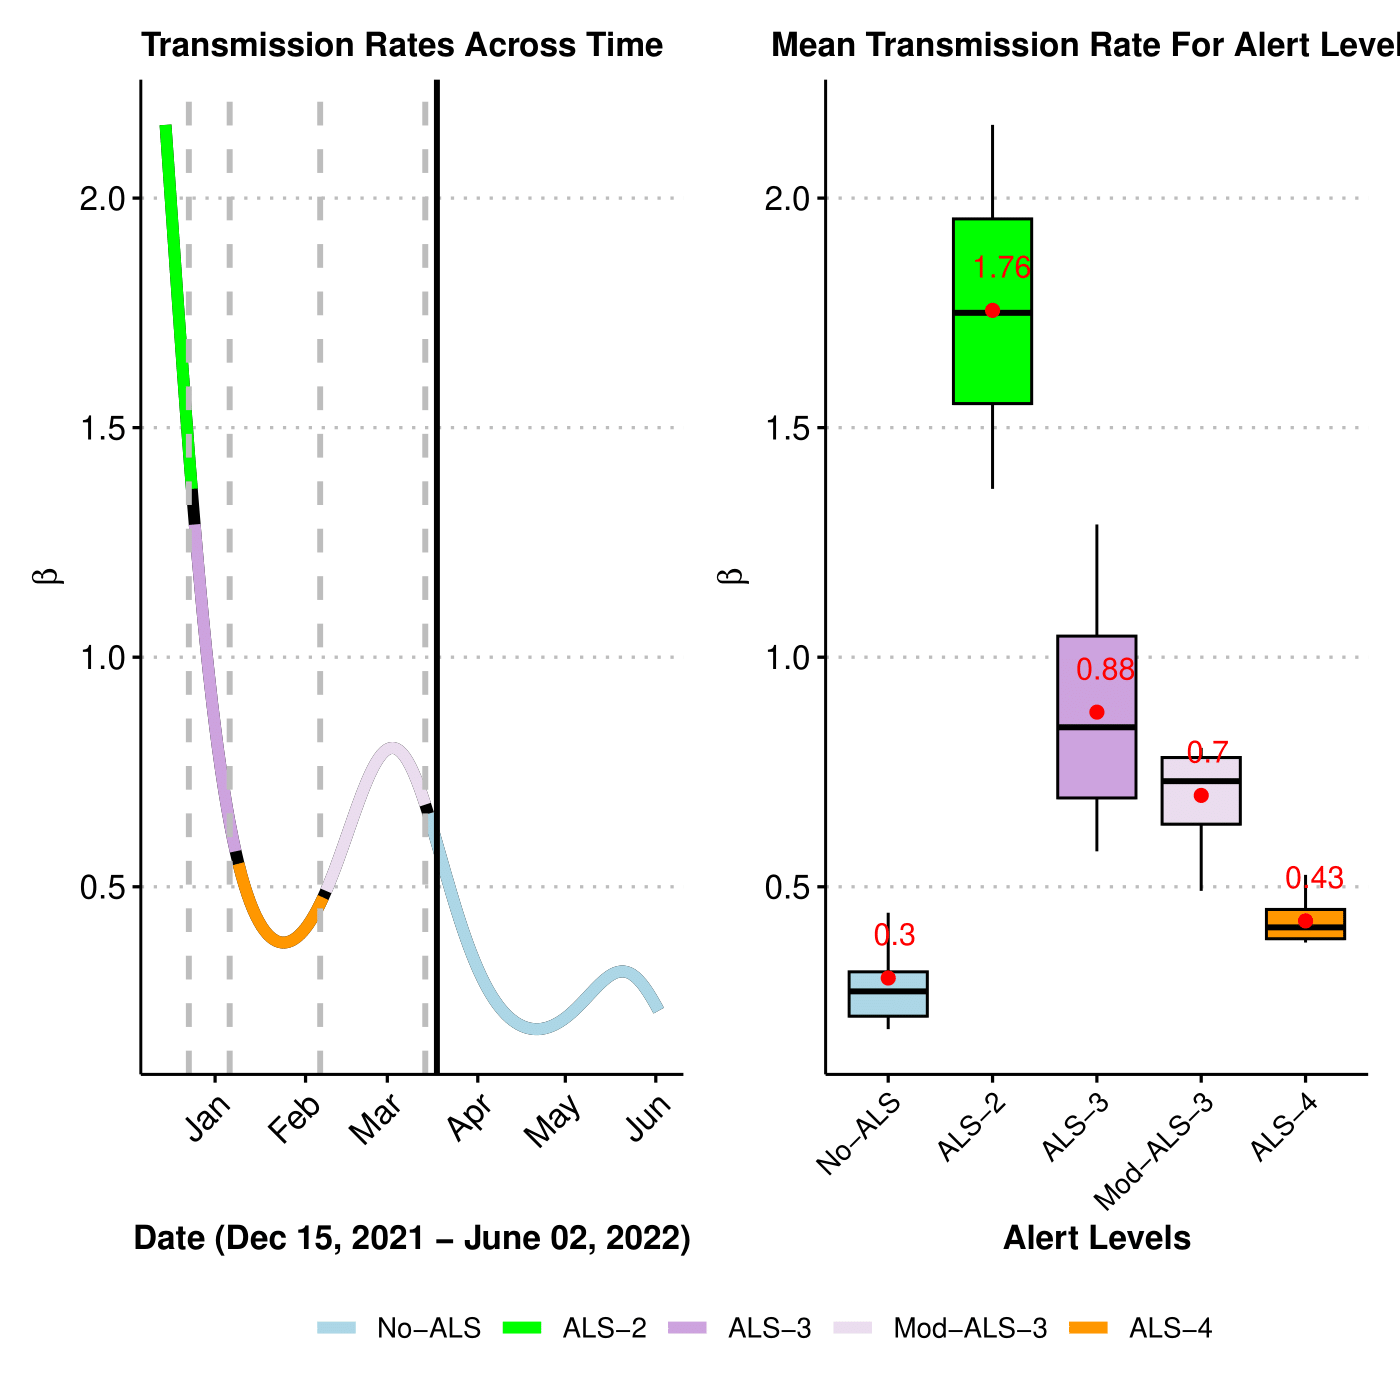 Transmission Rates Across Time
β
2.0
1.5
1.0
0.5
Jan
Feb
Mar
Apr
May
Jun
Date (Dec 15, 2021 – June 02, 2022)
Mean Transmission Rate For Alert Level
β
2.0
1.5
1.0
0.5
0.3
1.76
0.88
0.7
0.43
No−ALS
ALS−2
ALS−3
Mod−ALS−3
ALS−4
Alert Levels
No−ALS ALS−2 ALS−3 Mod−ALS−3 ALS−4